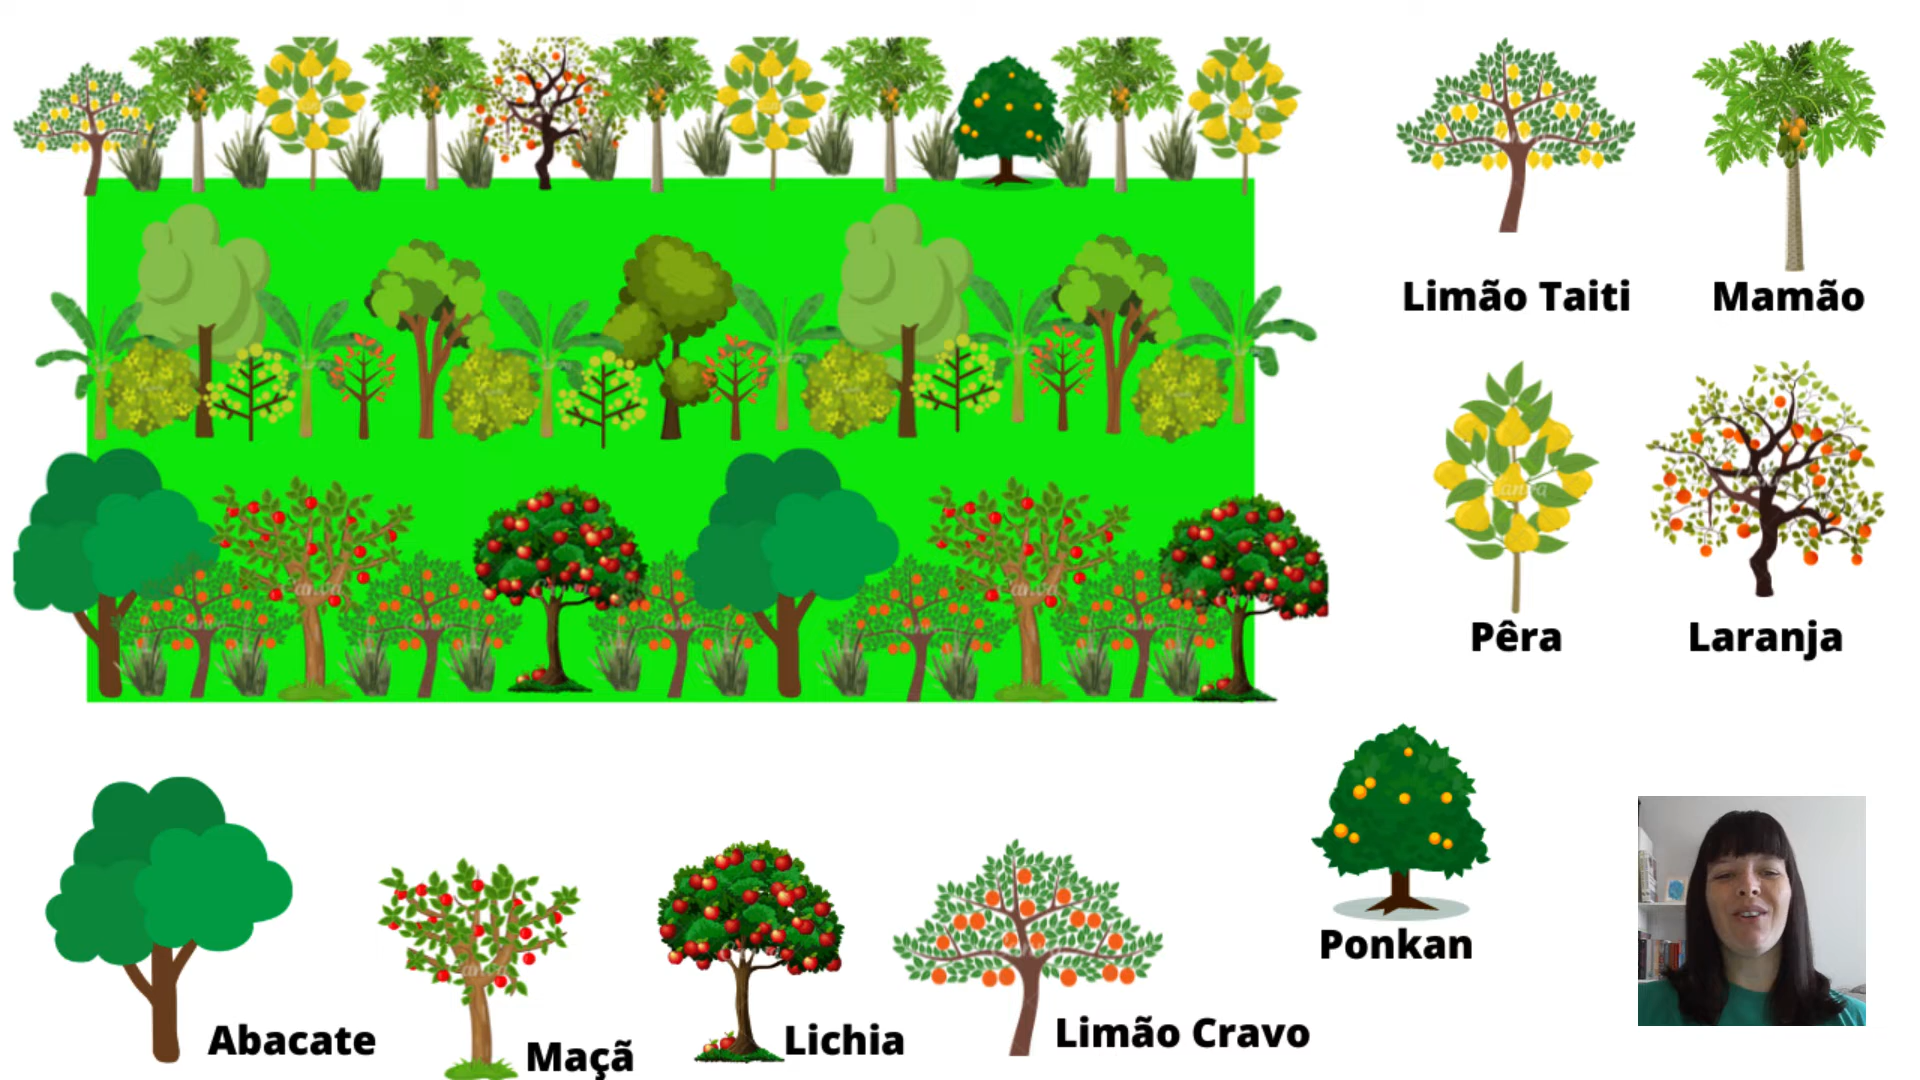 Limão Taiti
Mamão
Pêra
Laranja
Ponkan
Abacate
Maçã
Lichia
Limão Cravo